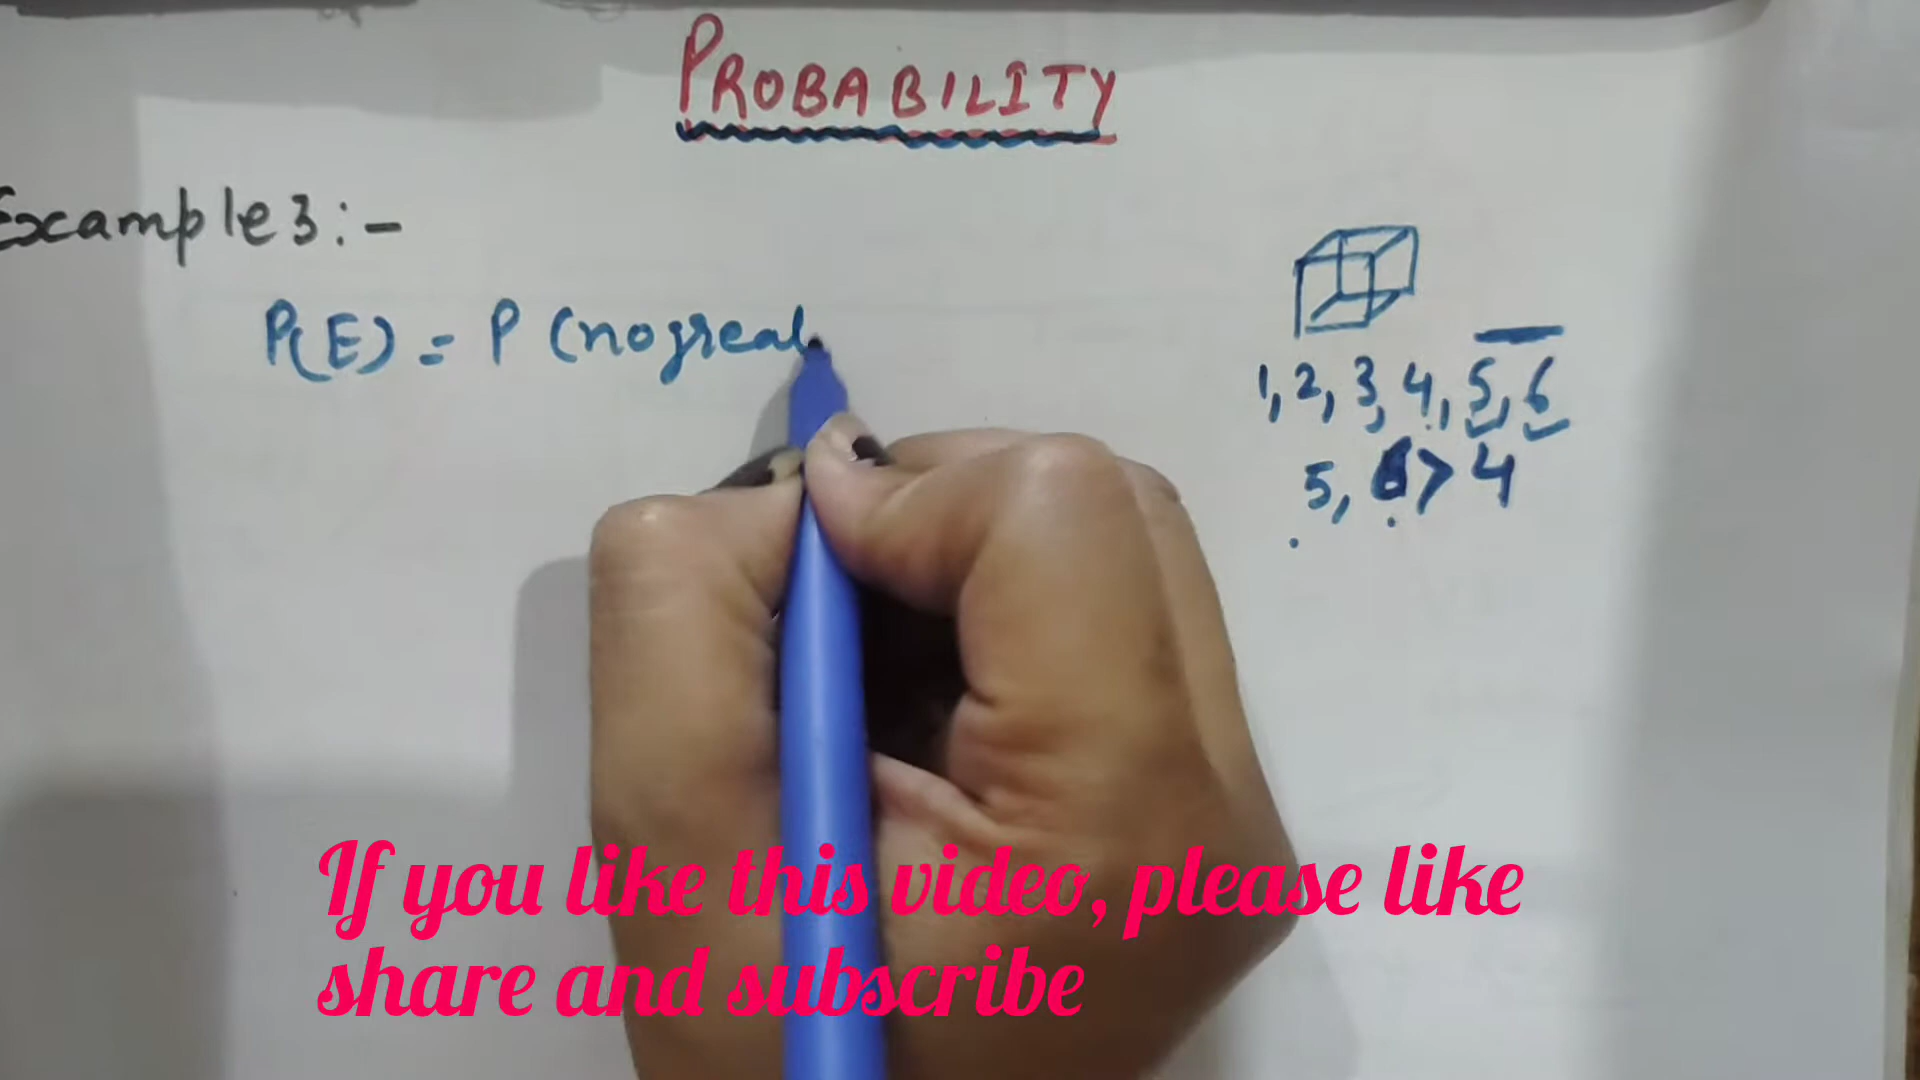 PROBABILITY
Example 3:-
P(E) = P (no great
1, 2, 3, 4, 5, 6
5, 6 > 4
If you like this video, please like
share and subscribe